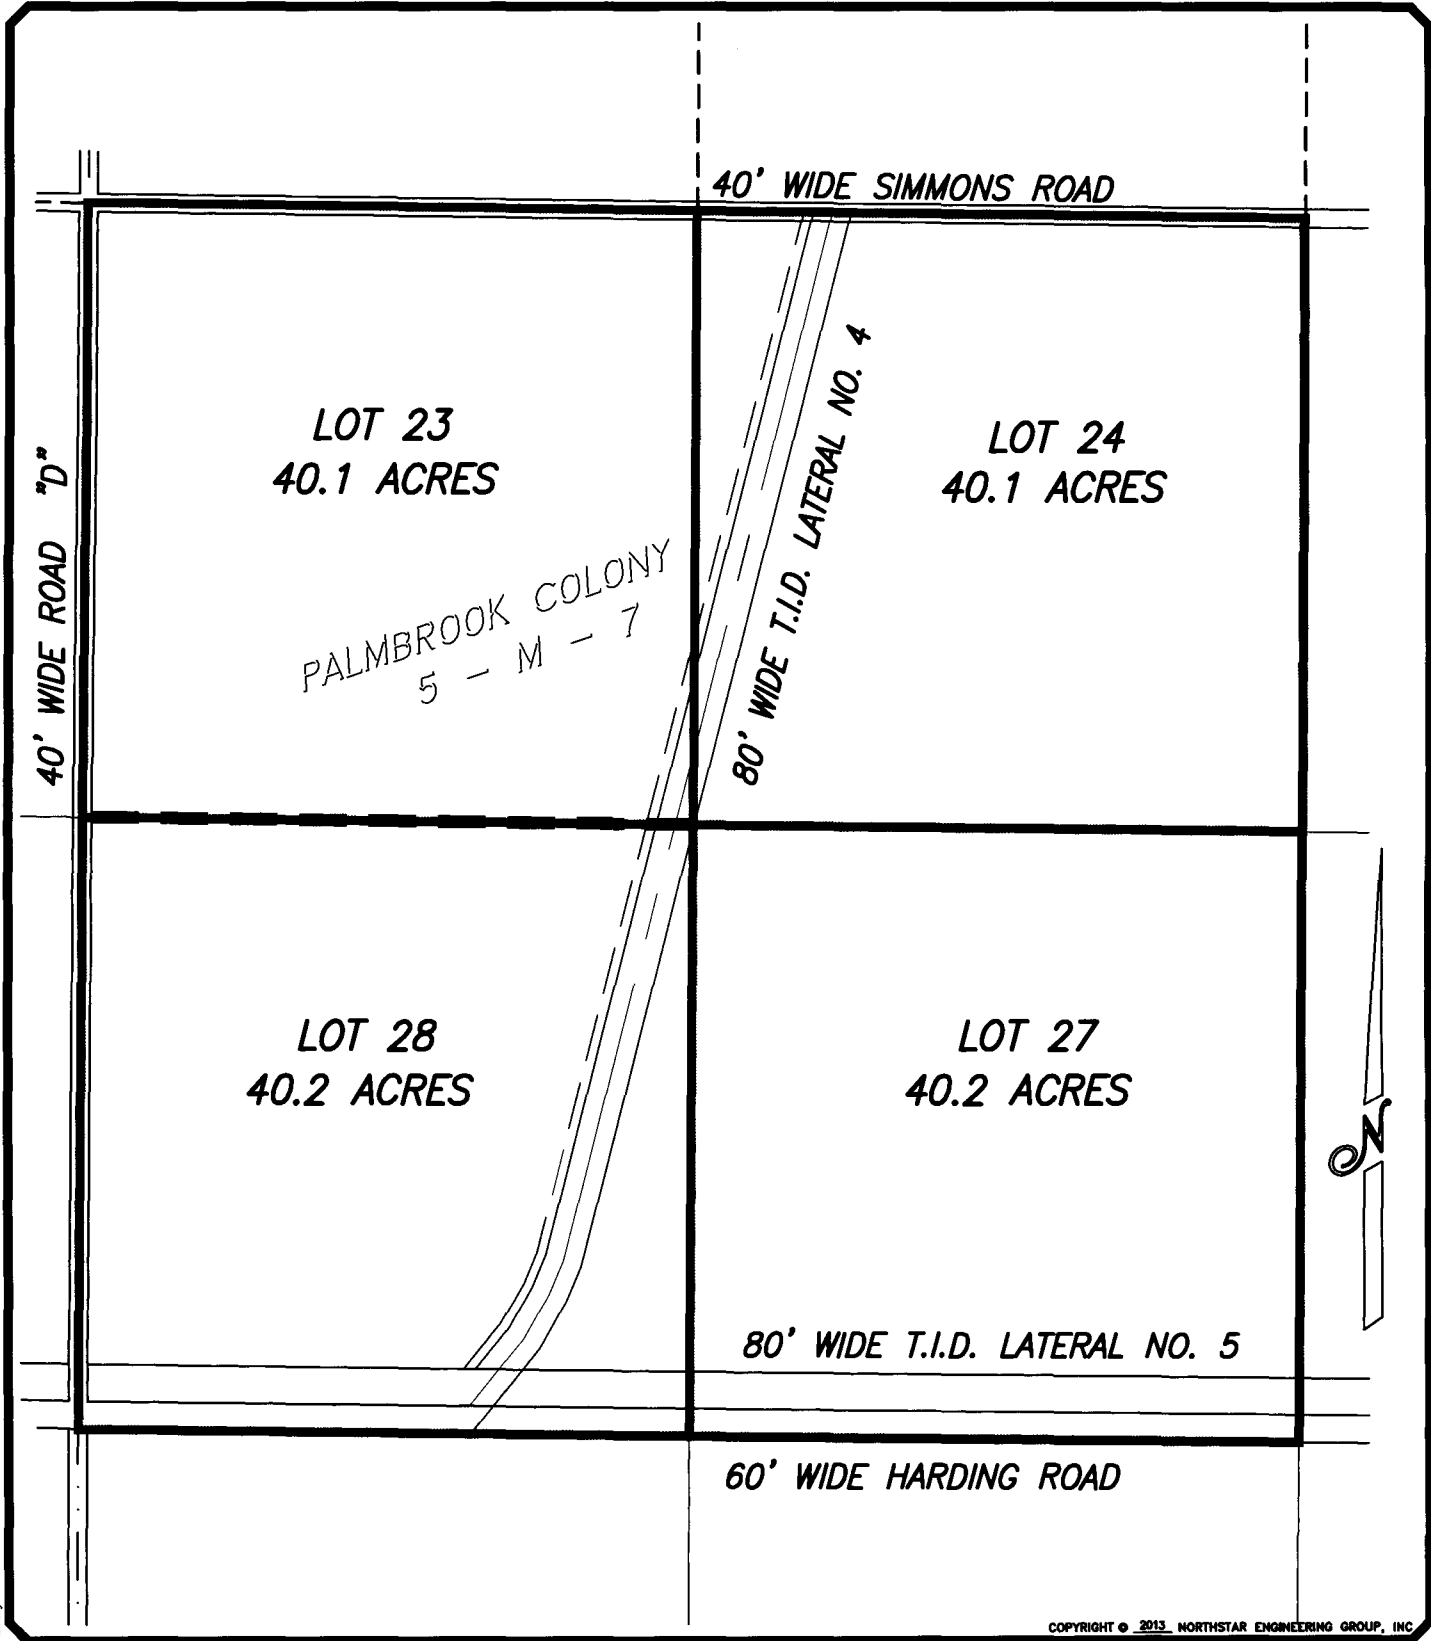 40' WIDE SIMMONS ROAD
LOT 23
40.1 ACRES
LOT 24
40.1 ACRES
40' WIDE ROAD "D"
80' WIDE T.I.D. LATERAL NO. 4
PALMBROOK COLONY
5 - M - 7
LOT 28
40.2 ACRES
LOT 27
40.2 ACRES
N
80' WIDE T.I.D. LATERAL NO. 5
60' WIDE HARDING ROAD
COPYRIGHT © 2013 NORTHSTAR ENGINEERING GROUP, INC